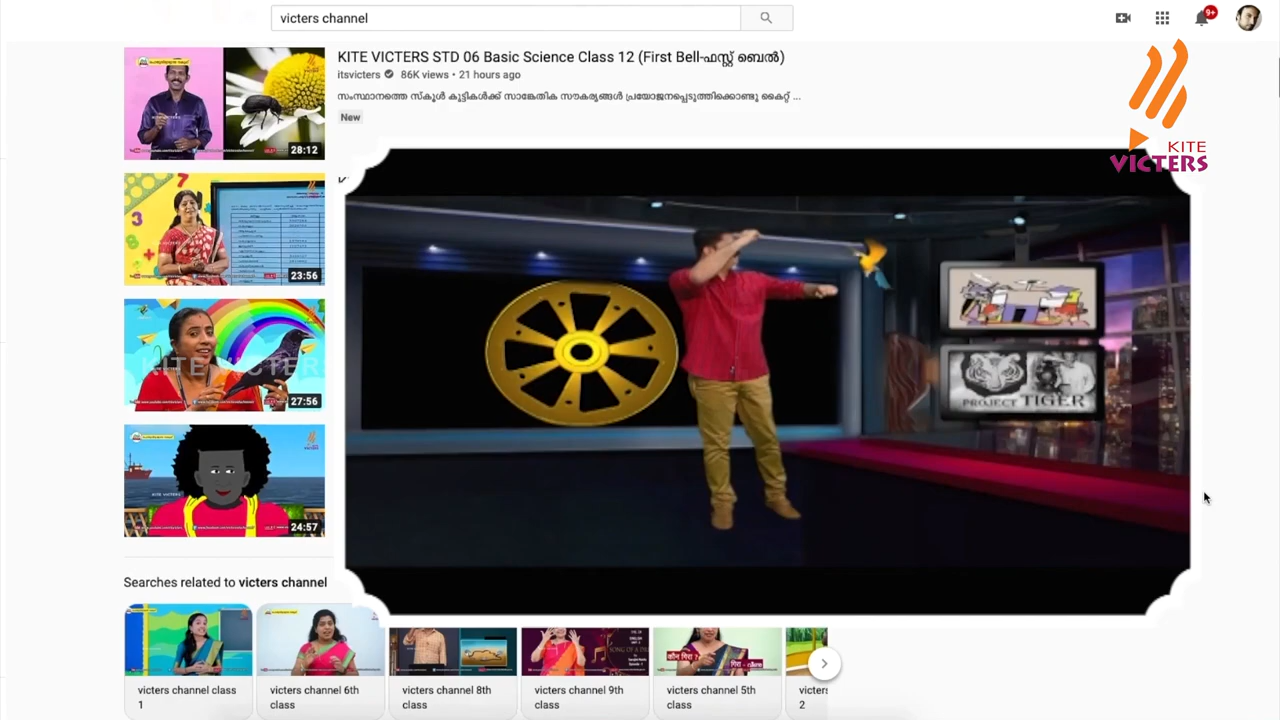 victers channel
9+
KITE VICTERS STD 06 Basic Science Class 12 (First Bell-ഫസ്റ്റ് ബെൽ)
itsvicters 86K views • 21 hours ago
സംസ്ഥാനത്തെ സ്കൂൾ കുട്ടികൾക്ക് സാങ്കേതിക സൗകര്യങ്ങൾ പ്രയോജനപ്പെടുത്തിക്കൊണ്ടു കൈറ്റ് ...
New
28:12
KITE
VICTERS
23:56
KITE VICTERS
27:56
PROJECT TIGER
24:57
Searches related to victers channel
victers channel class
1
victers channel 6th
class
victers channel 8th
class
victers channel 9th
class
victers channel 5th
class
victers
2